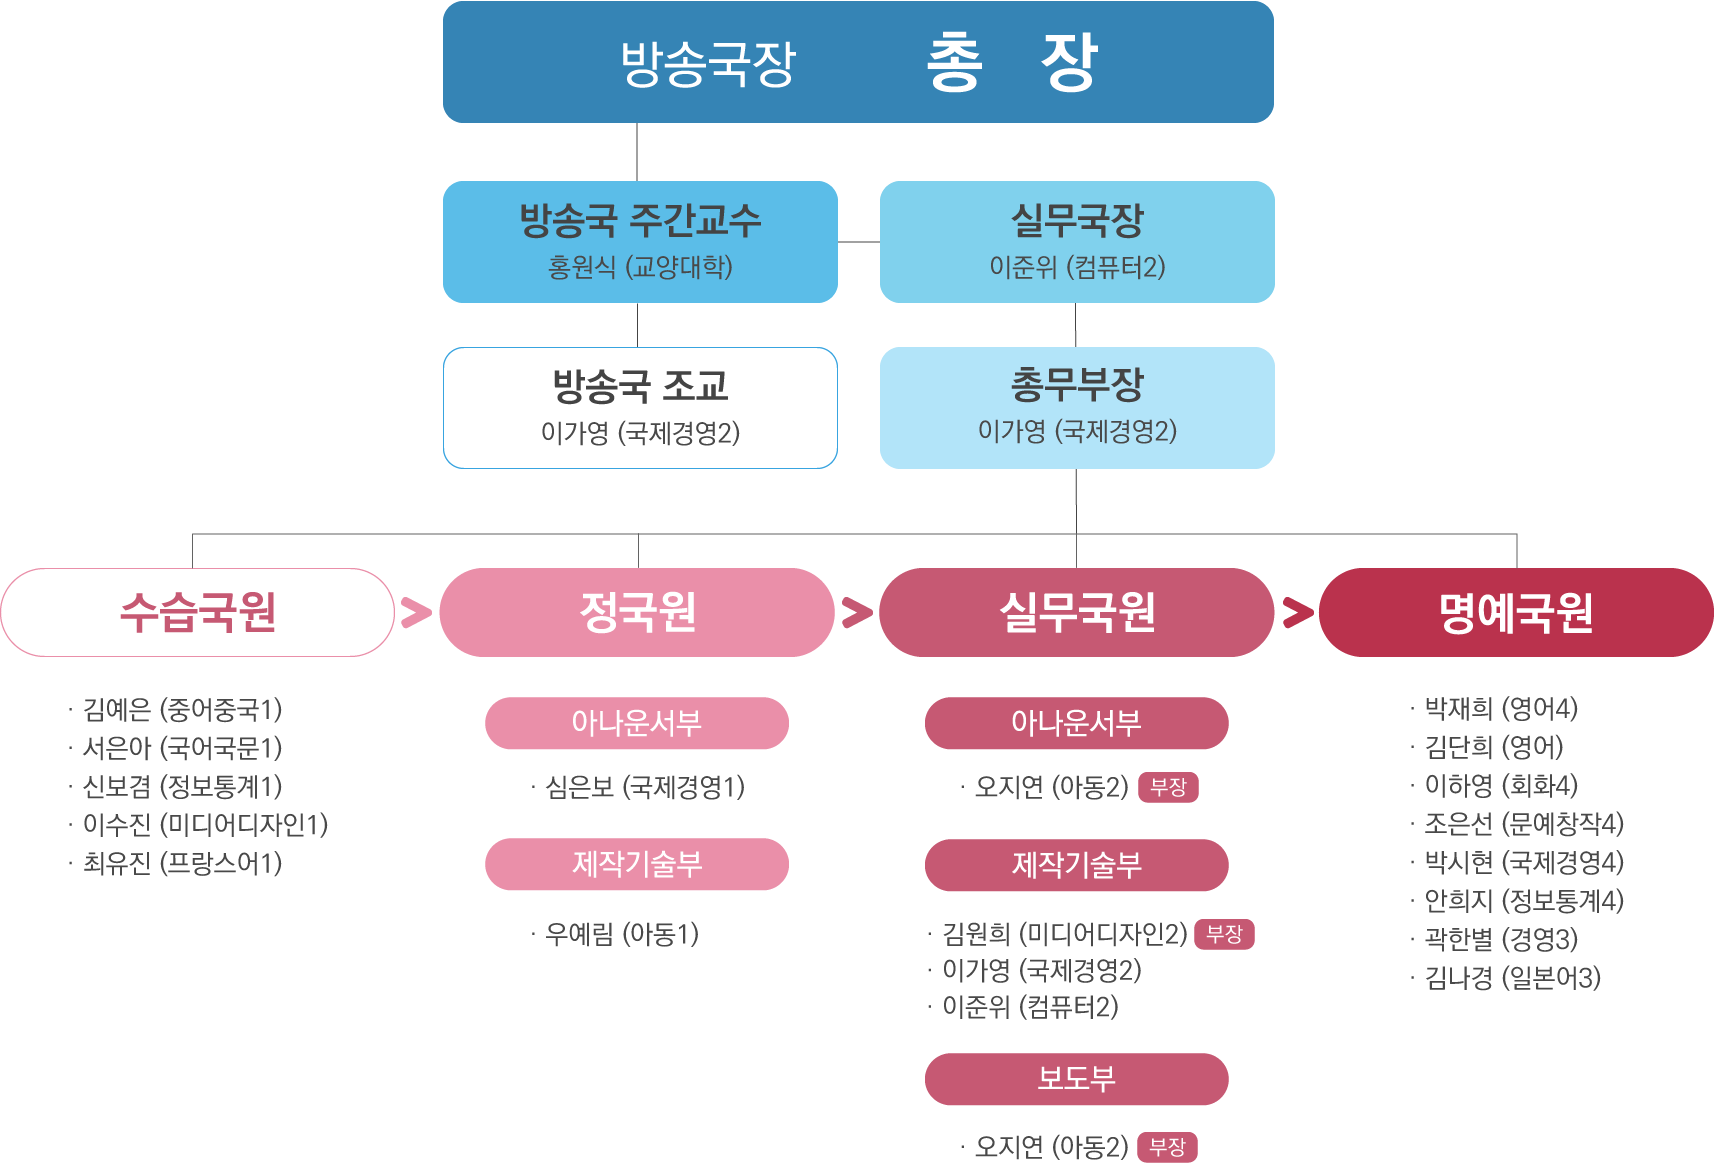 방송국장 총 장
방송국 주간교수
홍원식 (교양대학)
실무국장
이준위 (컴퓨터2)
방송국 조교
이가영 (국제경영2)
총무부장
이가영 (국제경영2)
수습국원 > 정국원 > 실무국원 > 명예국원
· 김예은 (중어중국1)
· 서은아 (국어국문1)
· 신보겸 (정보통계1)
· 이수진 (미디어디자인1)
· 최유진 (프랑스어1)
아나운서부
· 심은보 (국제경영1)
제작기술부
· 우예림 (아동1)
아나운서부
· 오지연 (아동2) 부장
제작기술부
· 김원희 (미디어디자인2) 부장
· 이가영 (국제경영2)
· 이준위 (컴퓨터2)
보도부
· 오지연 (아동2) 부장
· 박재희 (영어4)
· 김단희 (영어)
· 이하영 (회화4)
· 조은선 (문예창작4)
· 박시현 (국제경영4)
· 안희지 (정보통계4)
· 곽한별 (경영3)
· 김나경 (일본어3)